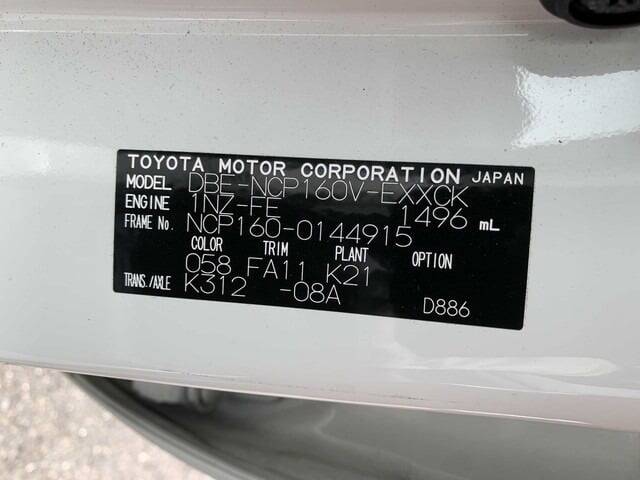 TOYOTA MOTOR CORPORATION JAPAN
MODEL DBE-NCP160V-EXXCK
ENGINE 1NZ-FE 1496 mL
FRAME No. NCP160-0144915
COLOR TRIM PLANT OPTION
058 FA11 K21
TRANS./AXLE K312 -08A
D886